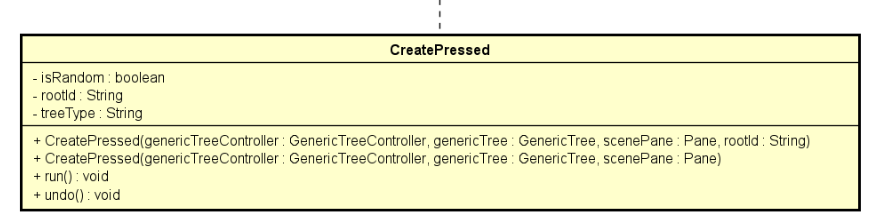 CreatePressed
- isRandom : boolean
- rootId : String
- treeType : String
+ CreatePressed(genericTreeController : GenericTreeController, genericTree : GenericTree, scenePane : Pane, rootId : String)
+ CreatePressed(genericTreeController : GenericTreeController, genericTree : GenericTree, scenePane : Pane)
+ run() : void
+ undo() : void